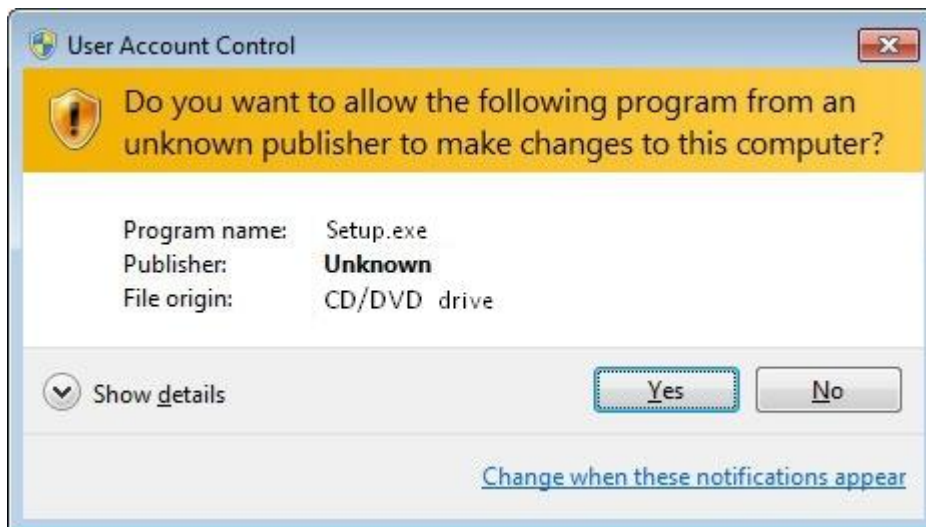 User Account Control
Do you want to allow the following program from an
unknown publisher to make changes to this computer?
Program name: Setup.exe
Publisher: Unknown
File origin: CD/DVD drive
Show details
Yes
No
Change when these notifications appear